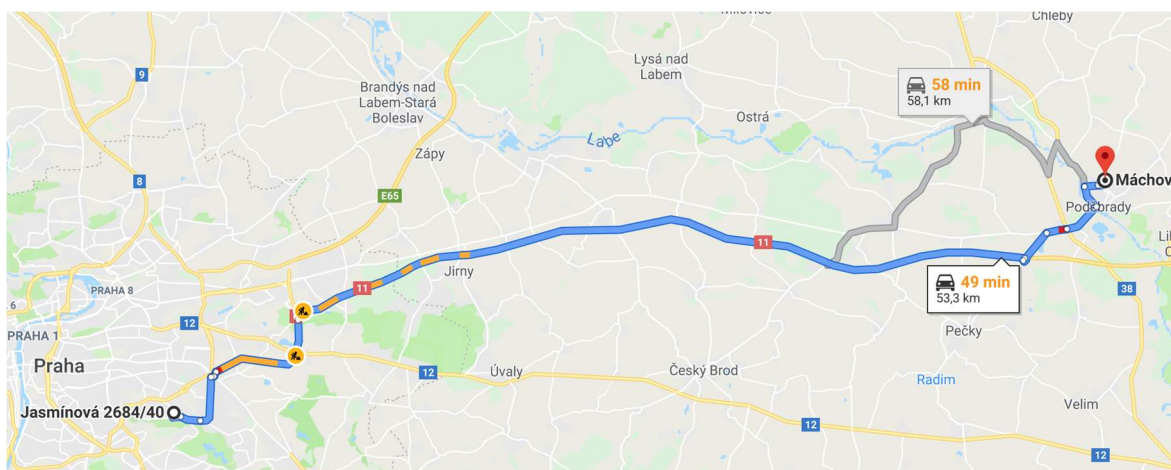 Chleby
Lysá nad
Labem
9
Brandýs nad
Labem-Stará
Boleslav
58 min
58,1 km
Ostrá
Labe
Zápy
8
E65
Máchov
Poděbrady
11
Jirny
11
49 min
53,3 km
38
6
PRAHA 8
12
PRAHA 1
Pečky
Praha
Úvaly
12
Český Brod
Radim
Jasmínová 2684/40
Velim
12
12